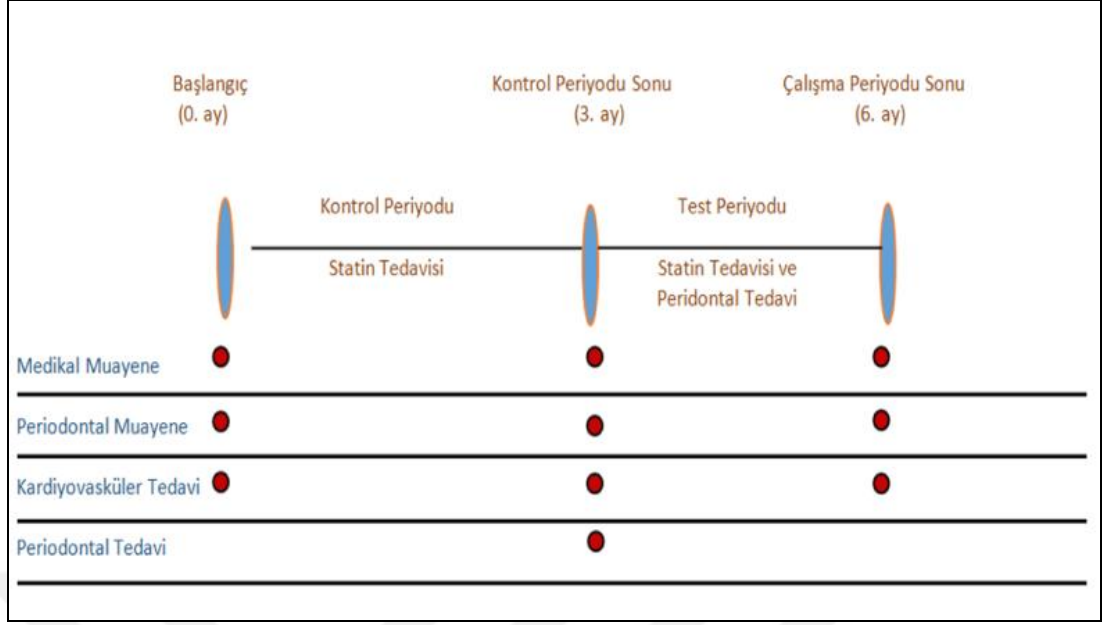 Başlangıç
(0. ay)
Kontrol Periyodu Sonu
(3. ay)
Çalışma Periyodu Sonu
(6. ay)
Kontrol Periyodu
Test Periyodu
Statin Tedavisi
Statin Tedavisi ve
Peridontal Tedavi
Medikal Muayene
Periodontal Muayene
Kardiyovasküler Tedavi
Periodontal Tedavi